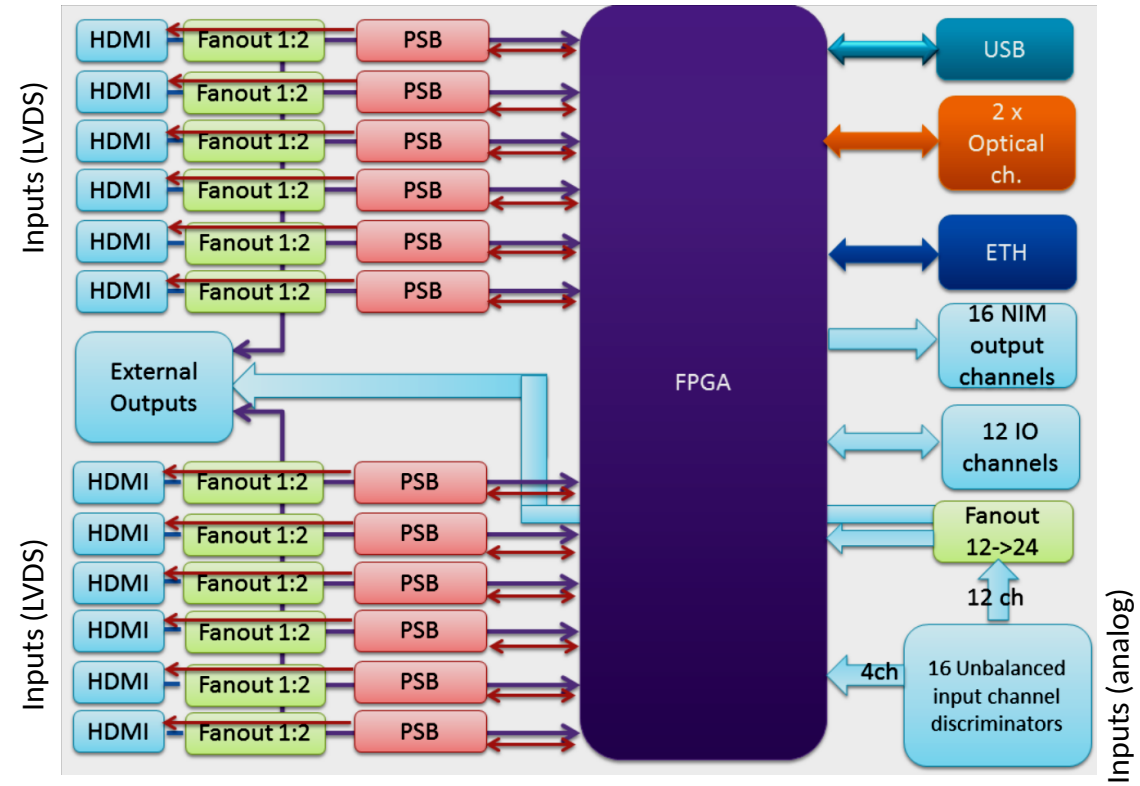 Inputs (LVDS)
HDMI Fanout 1:2 PSB
HDMI Fanout 1:2 PSB
HDMI Fanout 1:2 PSB
HDMI Fanout 1:2 PSB
HDMI Fanout 1:2 PSB
HDMI Fanout 1:2 PSB
External
Outputs
Inputs (LVDS)
HDMI Fanout 1:2 PSB
HDMI Fanout 1:2 PSB
HDMI Fanout 1:2 PSB
HDMI Fanout 1:2 PSB
HDMI Fanout 1:2 PSB
HDMI Fanout 1:2 PSB
FPGA
USB
2 x
Optical
ch.
ETH
16 NIM
output
channels
12 IO
channels
Fanout
12->24
12 ch
4ch
16 Unbalanced
input channel
discriminators
Inputs (analog)